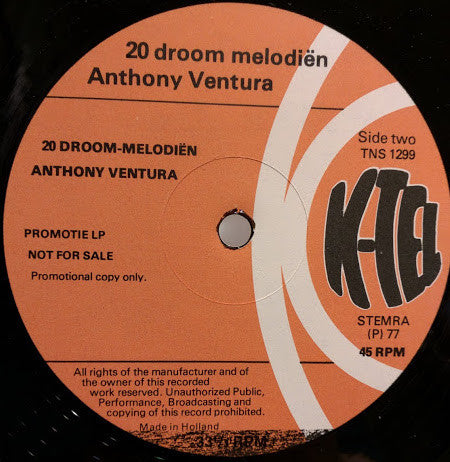 20 droom melodiën
Anthony Ventura
20 DROOM-MELODIËN
ANTHONY VENTURA
Side two
TNS 1299
K-TEL
PROMOTIE LP
NOT FOR SALE
Promotional copy only.
STEMRA
(P) 77
45 RPM
All rights of the manufacturer and of
the owner of this recorded
work reserved. Unauthorized Public,
Performance, Broadcasting and
copying of this record prohibited.
Made in Holland
33⅓ RPM